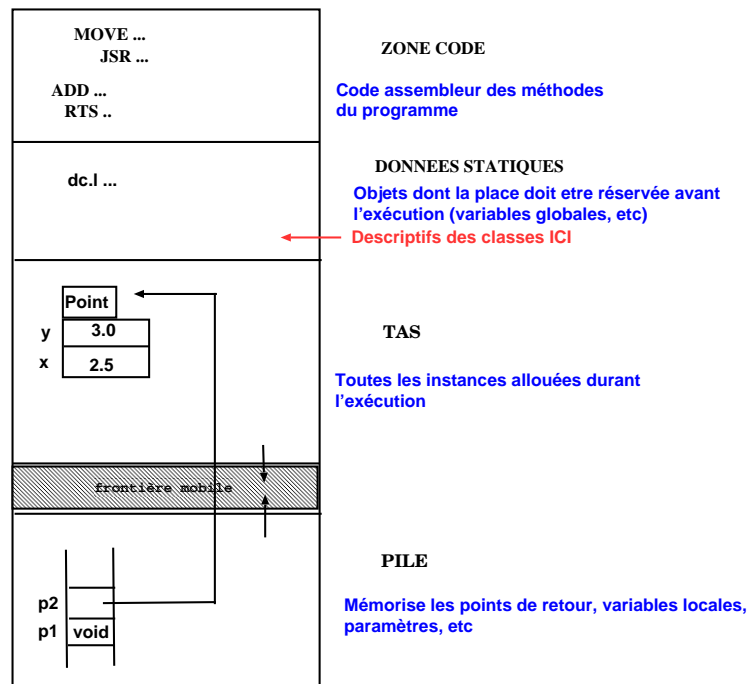 MOVE ...
JSR ...
ADD ...
RTS ..
ZONE CODE
Code assembleur des méthodes
du programme
dc.l ...
DONNEES STATIQUES
Objets dont la place doit etre réservée avant
l'exécution (variables globales, etc)
Descriptifs des classes ICI
Point
y 3.0
x 2.5
TAS
Toutes les instances allouées durant
l'exécution
frontière mobile
PILE
p2
p1 void
Mémorise les points de retour, variables locales,
paramètres, etc